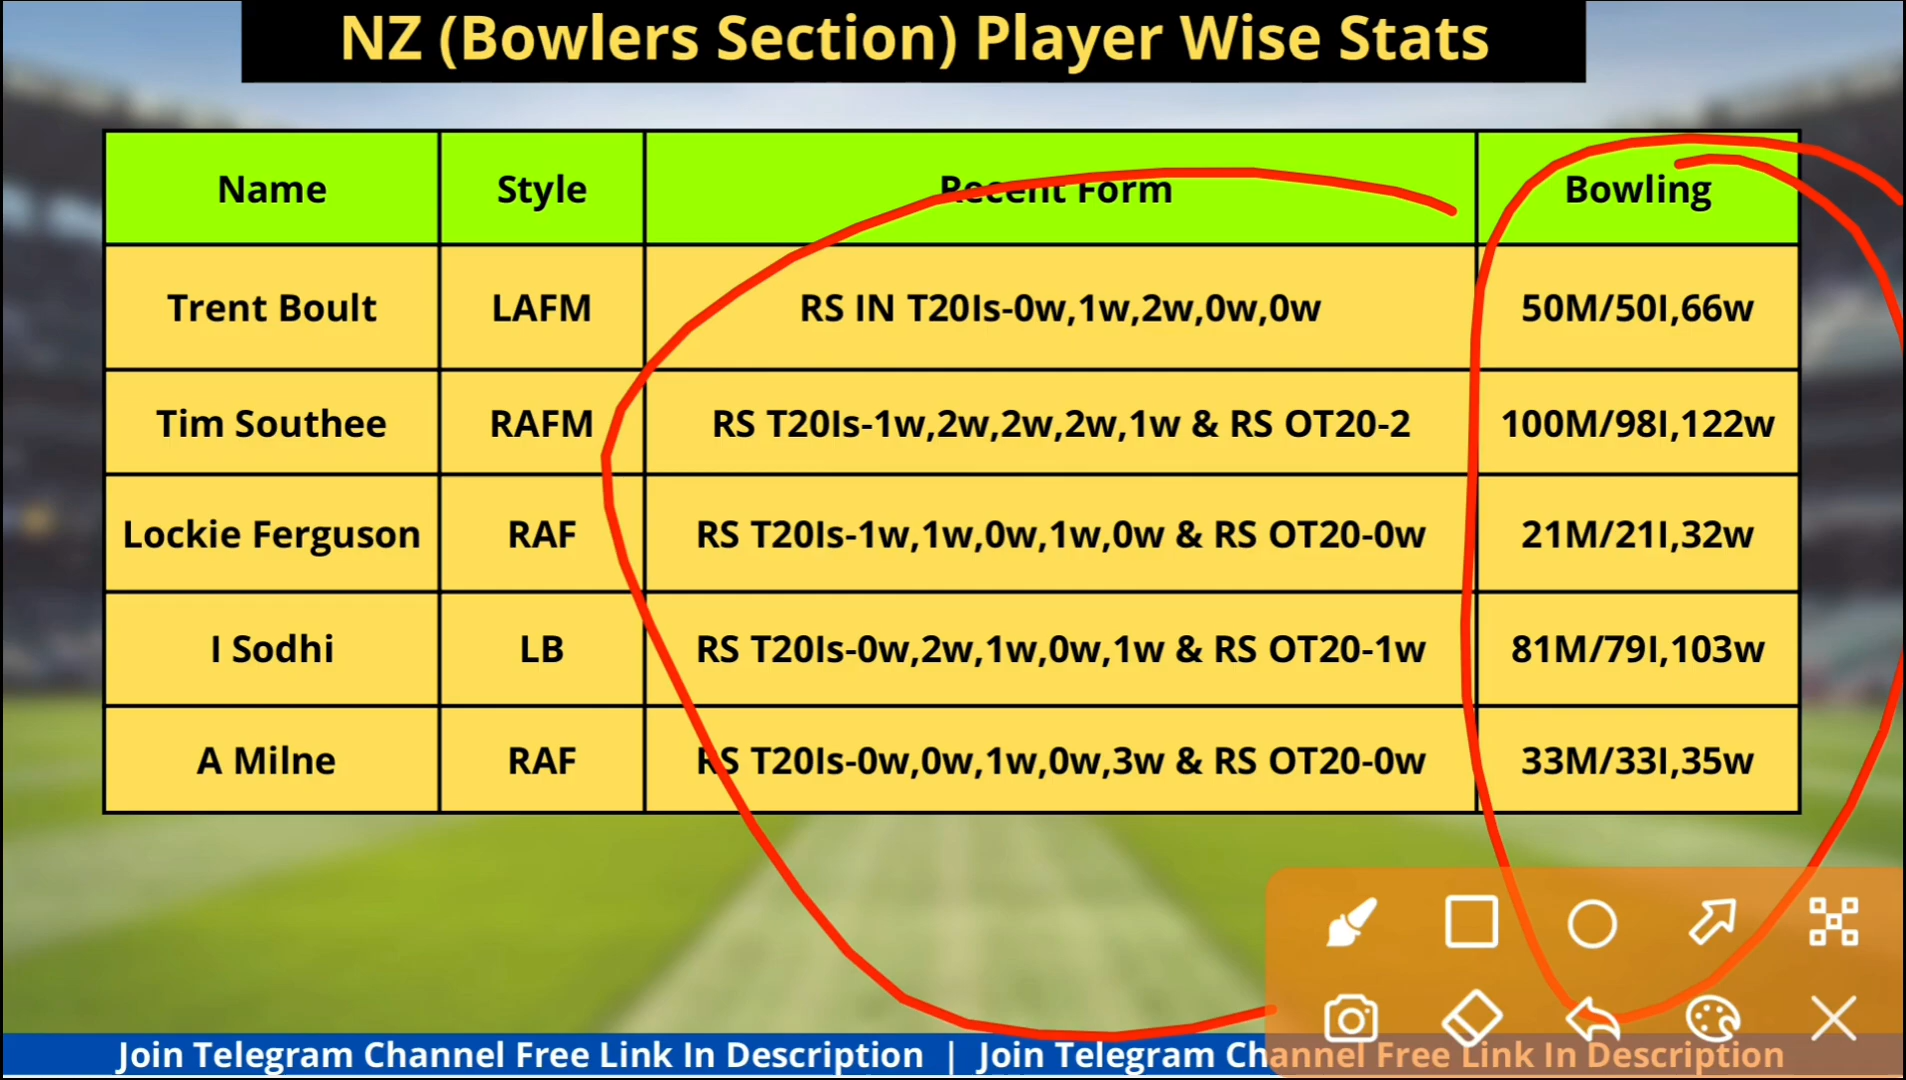 NZ (Bowlers Section) Player Wise Stats
Name Style Recent Form Bowling
Trent Boult LAFM RS IN T20Is-0w,1w,2w,0w,0w 50M/50I,66w
Tim Southee RAFM RS T20Is-1w,2w,2w,2w,1w & RS OT20-2 100M/98I,122w
Lockie Ferguson RAF RS T20Is-1w,1w,0w,1w,0w & RS OT20-0w 21M/21I,32w
I Sodhi LB RS T20Is-0w,2w,1w,0w,1w & RS OT20-1w 81M/79I,103w
A Milne RAF RS T20Is-0w,0w,1w,0w,3w & RS OT20-0w 33M/33I,35w
Join Telegram Channel Free Link In Description | Join Telegram Channel Free Link In Description